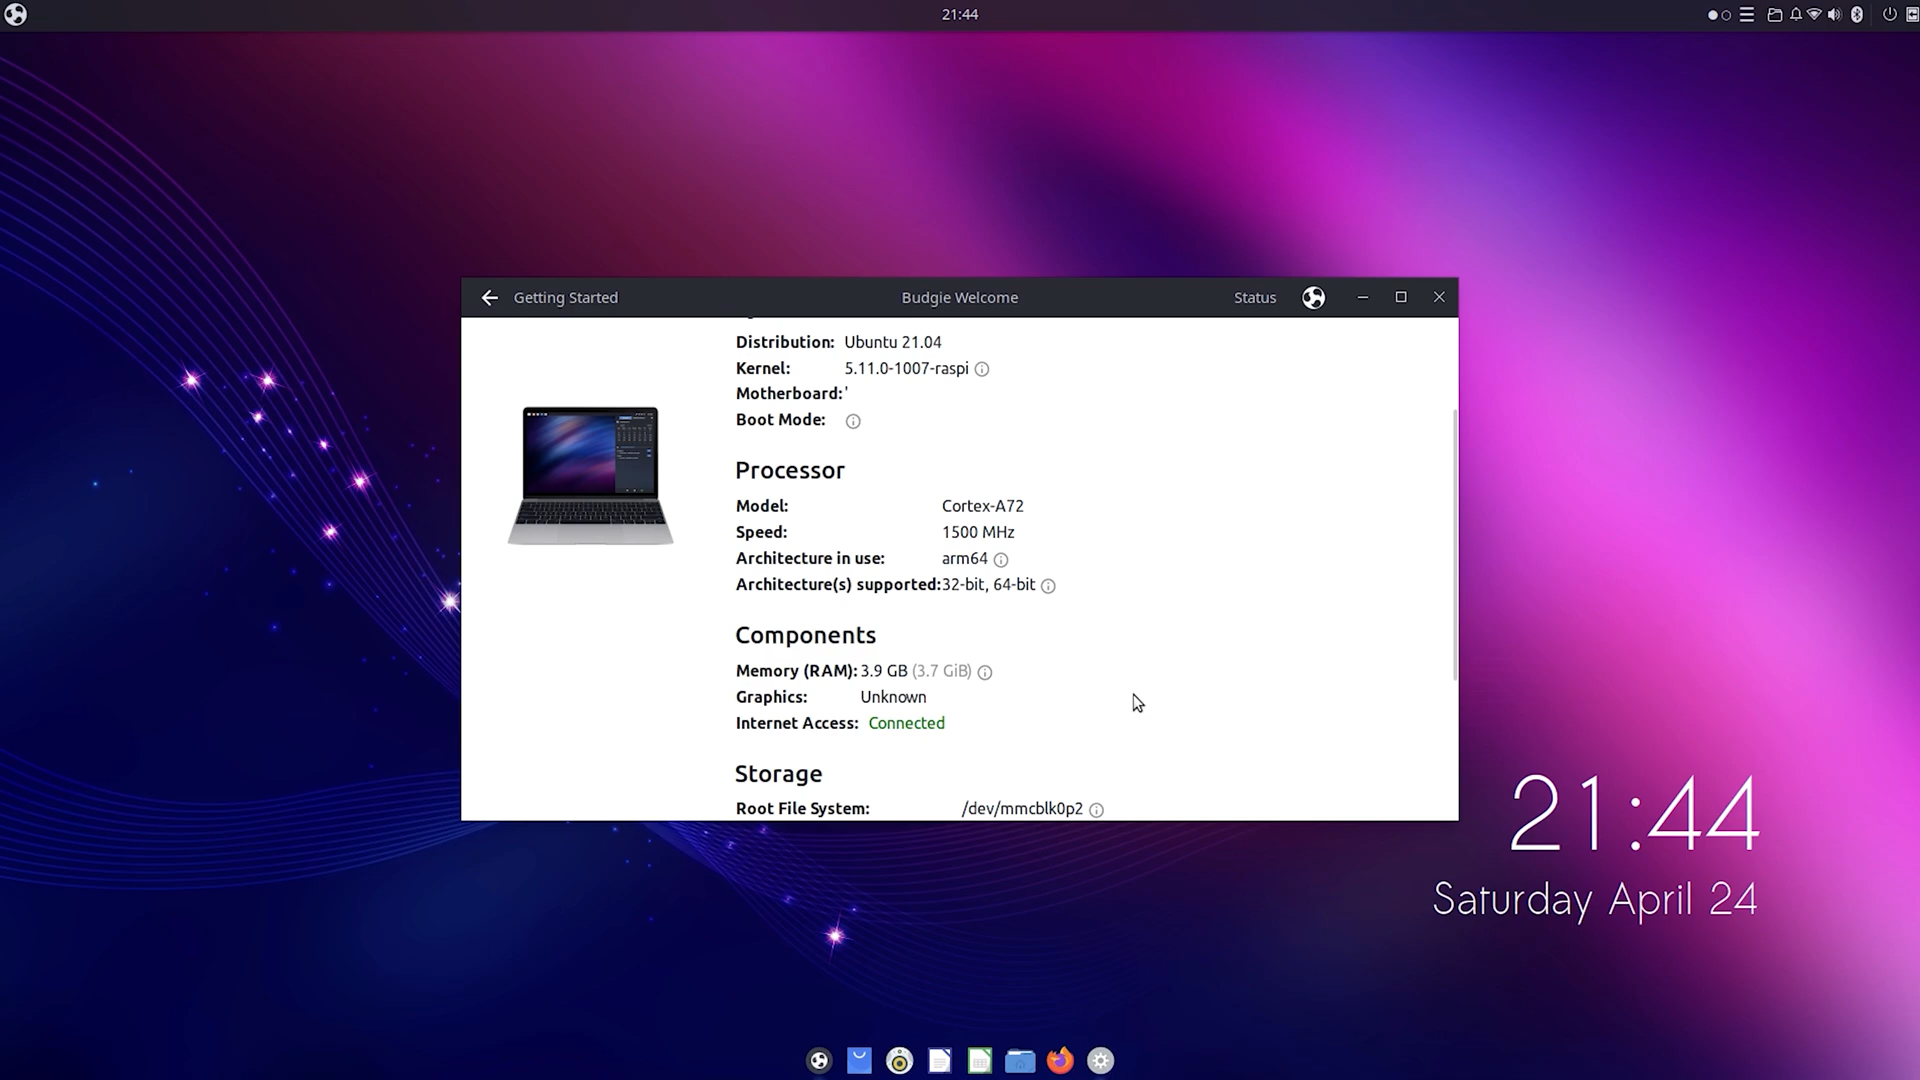 21:44
Getting Started
Budgie Welcome
Status
Distribution: Ubuntu 21.04
Kernel: 5.11.0-1007-raspi
Motherboard: '
Boot Mode:
Processor
Model: Cortex-A72
Speed: 1500 MHz
Architecture in use: arm64
Architecture(s) supported: 32-bit, 64-bit
Components
Memory (RAM): 3.9 GB (3.7 GiB)
Graphics: Unknown
Internet Access: Connected
Storage
Root File System: /dev/mmcblk0p2
21:44
Saturday April 24